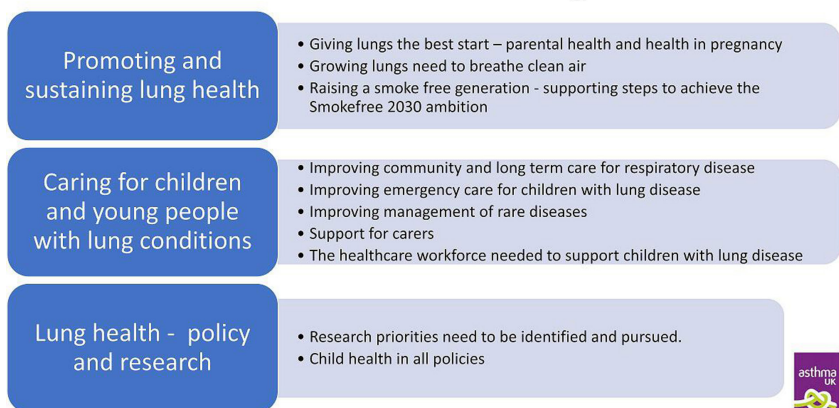 Promoting and
sustaining lung health
• Giving lungs the best start – parental health and health in pregnancy
• Growing lungs need to breathe clean air
• Raising a smoke free generation - supporting steps to achieve the
Smokefree 2030 ambition
Caring for children
and young people
with lung conditions
• Improving community and long term care for respiratory disease
• Improving emergency care for children with lung disease
• Improving management of rare diseases
• Support for carers
• The healthcare workforce needed to support children with lung disease
Lung health - policy
and research
• Research priorities need to be identified and pursued.
• Child health in all policies
asthma
UK